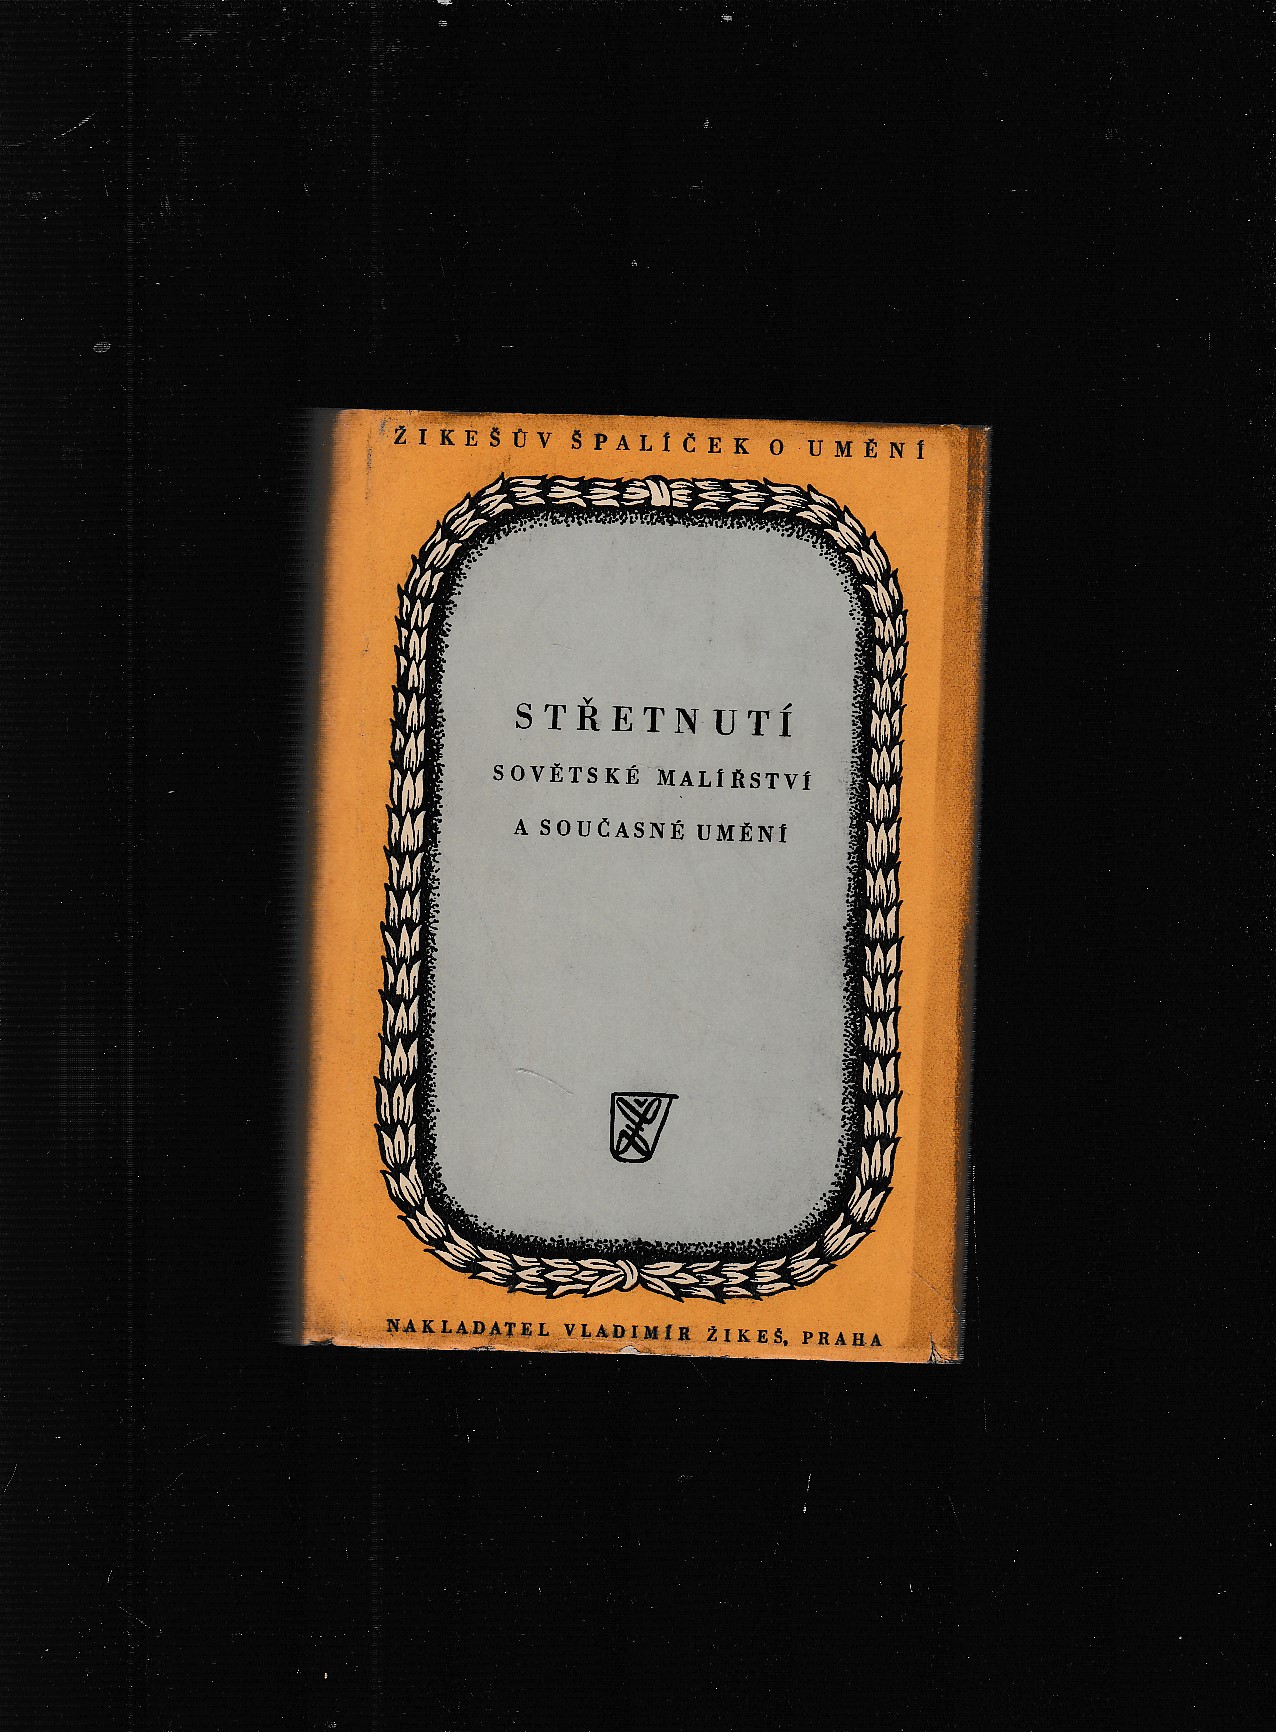 ŽIKEŠŮV ŠPALÍČEK O UMĚNÍ
STŘETNUTÍ
SOVĚTSKÉ MALÍŘSTVÍ
A SOUČASNÉ UMĚNÍ
NAKLADATEL VLADIMÍR ŽIKEŠ, PRAHA